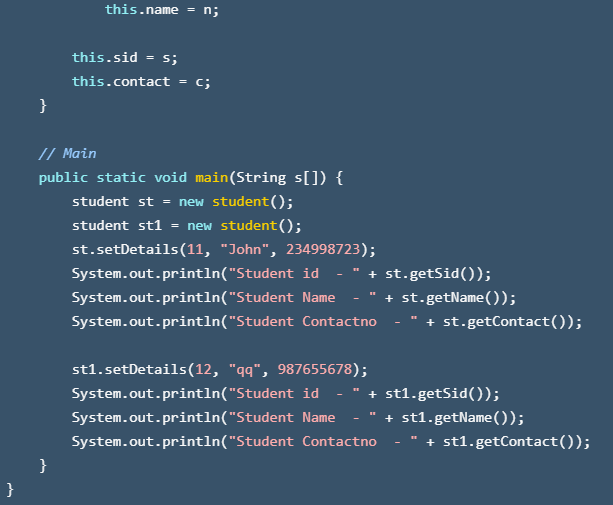 this.name = n;

        this.sid = s;
        this.contact = c;
    }

    // Main
    public static void main(String s[]) {
        student st = new student();
        student st1 = new student();
        st.setDetails(11, "John", 234998723);
        System.out.println("Student id  - " + st.getSid());
        System.out.println("Student Name  - " + st.getName());
        System.out.println("Student Contactno  - " + st.getContact());

        st1.setDetails(12, "qq", 987655678);
        System.out.println("Student id  - " + st1.getSid());
        System.out.println("Student Name  - " + st1.getName());
        System.out.println("Student Contactno  - " + st1.getContact());
    }
}